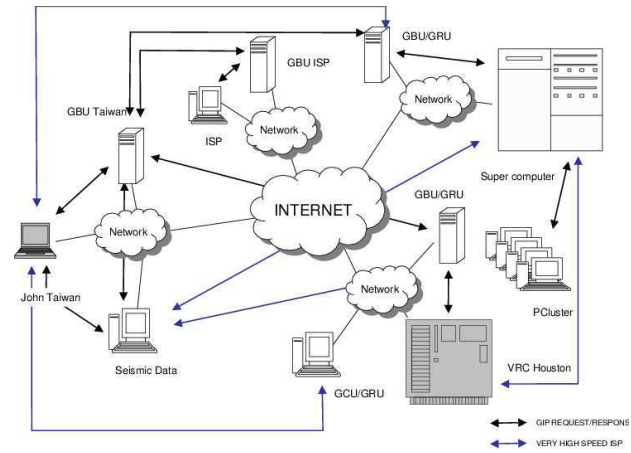 GBU/GRU
GBU ISP
GBU Taiwan
ISP
Network
Network
Super computer
GBU/GRU
INTERNET
Network
Network
John Taiwan
PCluster
Seismic Data
GCU/GRU
VRC Houston
GIP REQUEST/RESPONS
VERY HIGH SPEED ISP